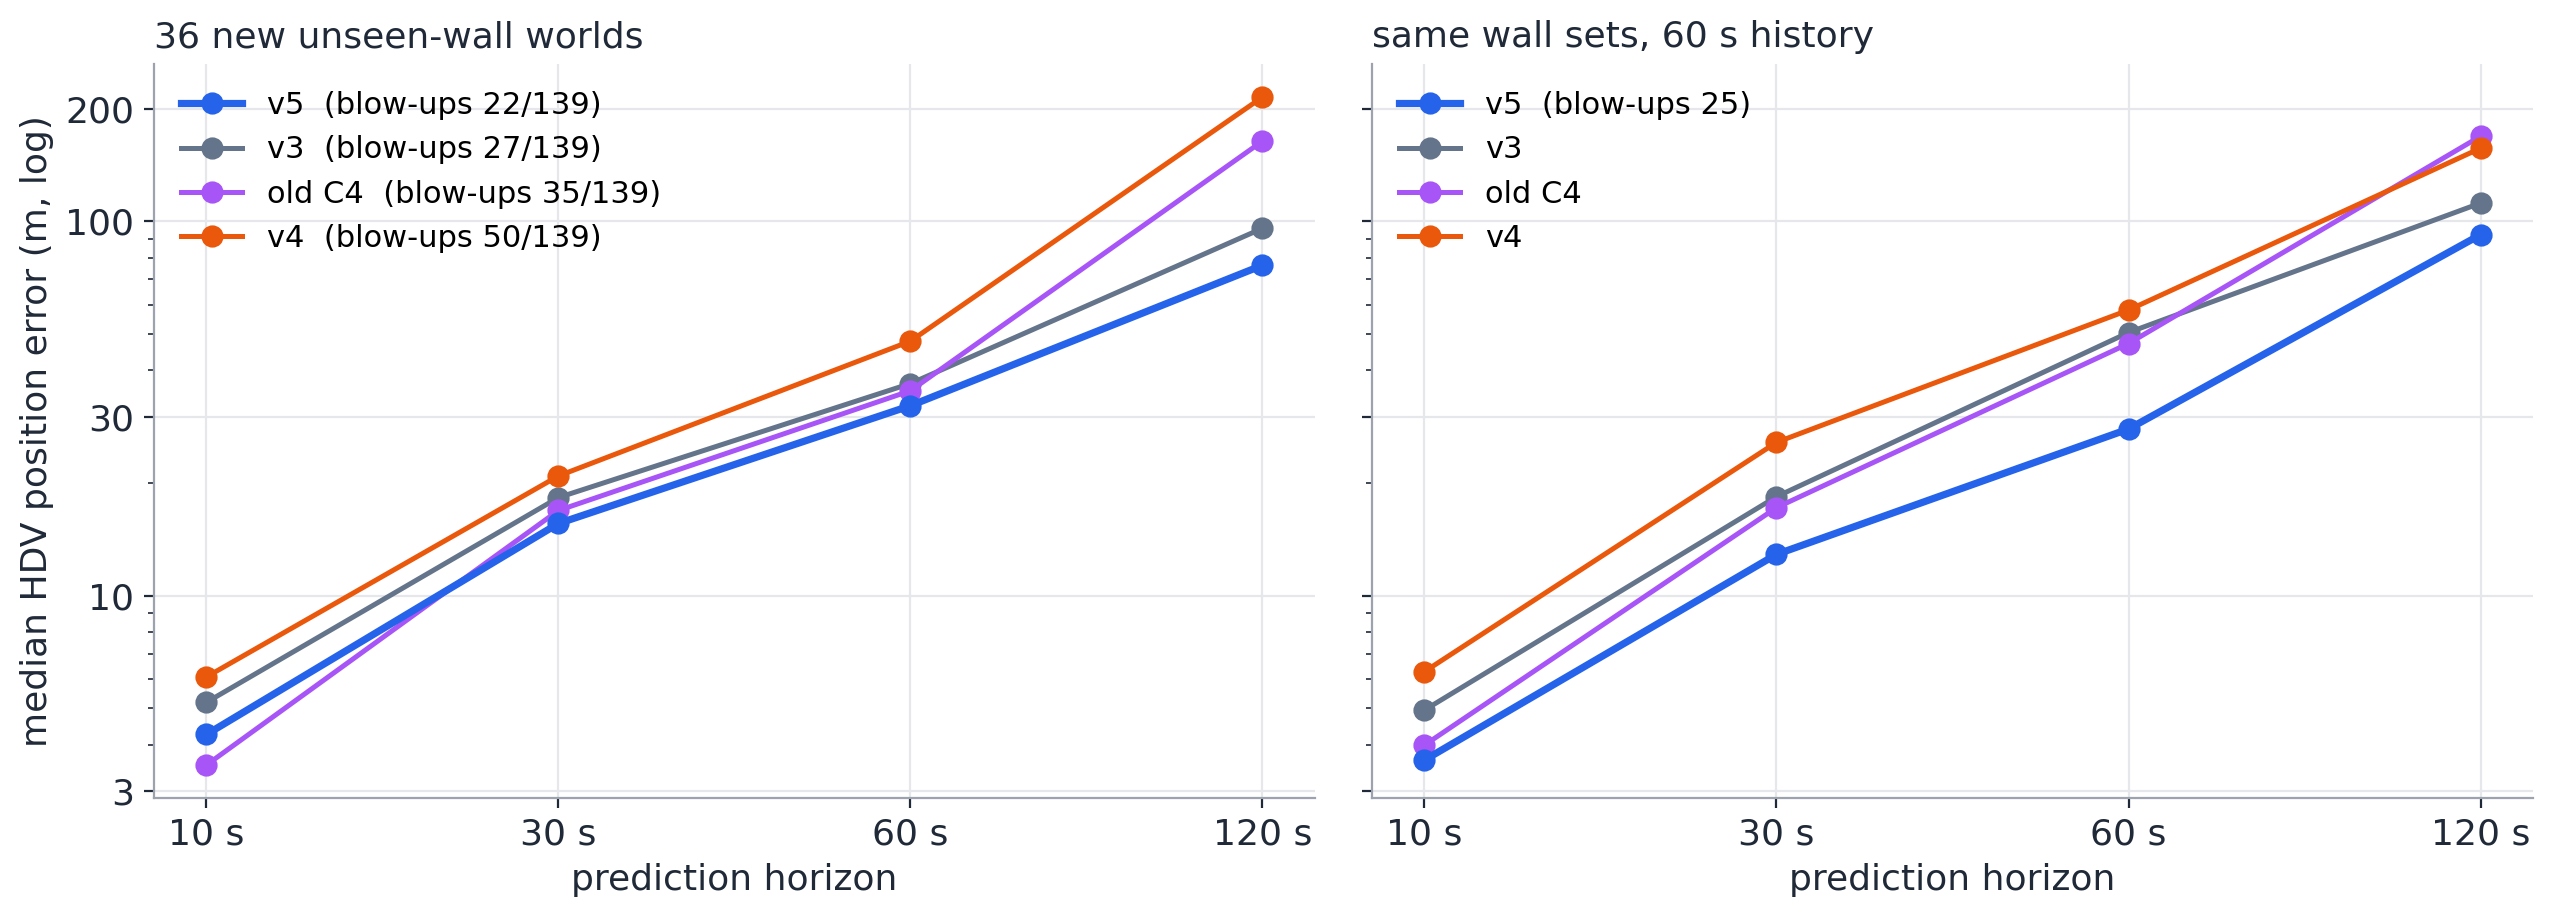 36 new unseen-wall worlds
v5 (blow-ups 22/139)
v3 (blow-ups 27/139)
old C4 (blow-ups 35/139)
v4 (blow-ups 50/139)
median HDV position error (m, log)
200
100
30
10
3
10 s
30 s
60 s
120 s
prediction horizon
same wall sets, 60 s history
v5 (blow-ups 25)
v3
old C4
v4
10 s
30 s
60 s
120 s
prediction horizon